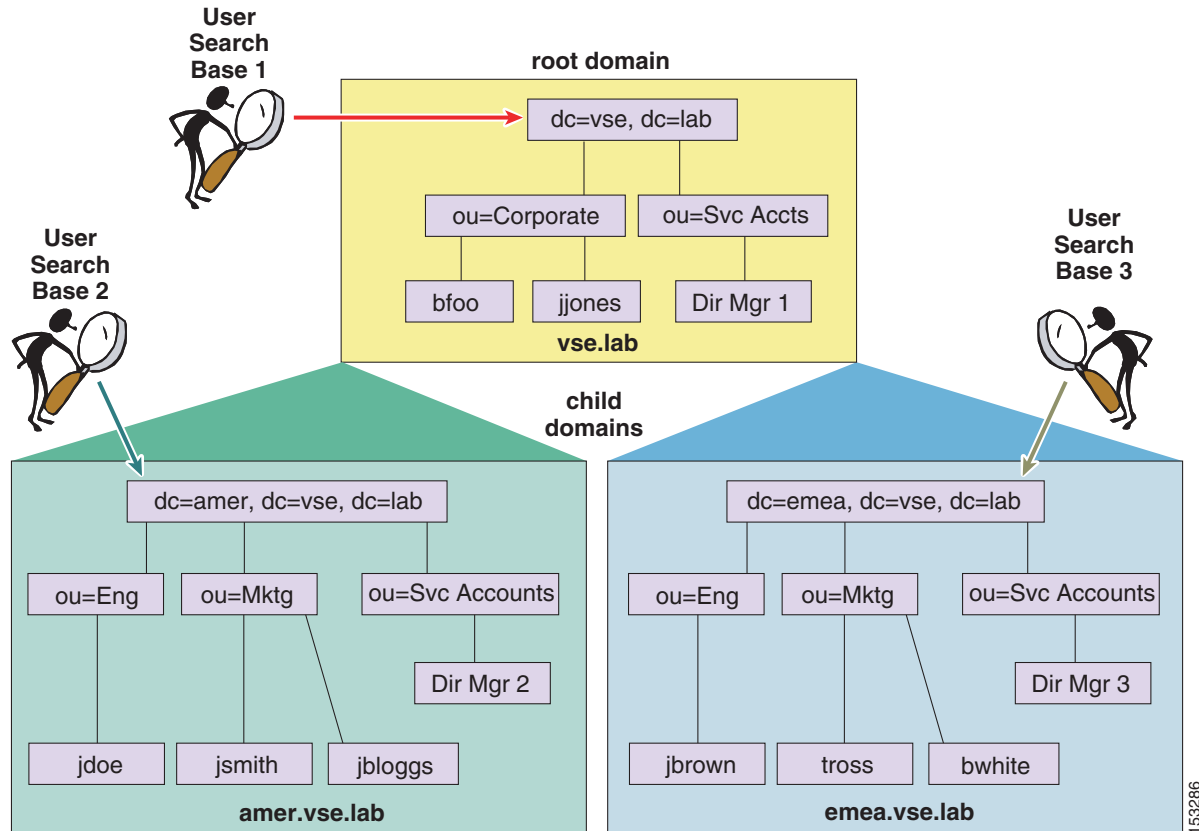 User
Search
Base 1
root domain
dc=vse, dc=lab
ou=Corporate
ou=Svc Accts
bfoo
jjones
Dir Mgr 1
vse.lab
User
Search
Base 2
User
Search
Base 3
child
domains
dc=amer, dc=vse, dc=lab
ou=Eng
ou=Mktg
ou=Svc Accounts
Dir Mgr 2
jdoe
jsmith
jbloggs
amer.vse.lab
dc=emea, dc=vse, dc=lab
ou=Eng
ou=Mktg
ou=Svc Accounts
Dir Mgr 3
jbrown
tross
bwhite
emea.vse.lab
153286